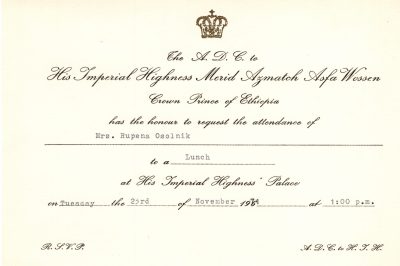 The A. D. C. to
His Imperial Highness Merid Azmatch Asfa Wossen
Crown Prince of Ethiopia
has the honour to request the attendance of
Mrs. Rupena Osolnik
to a Lunch
at His Imperial Highness' Palace
on Tuesuay the 23rd of November 19 at 1:00 p.m.
R.S.V.P. A.D.C. to H.I.H.